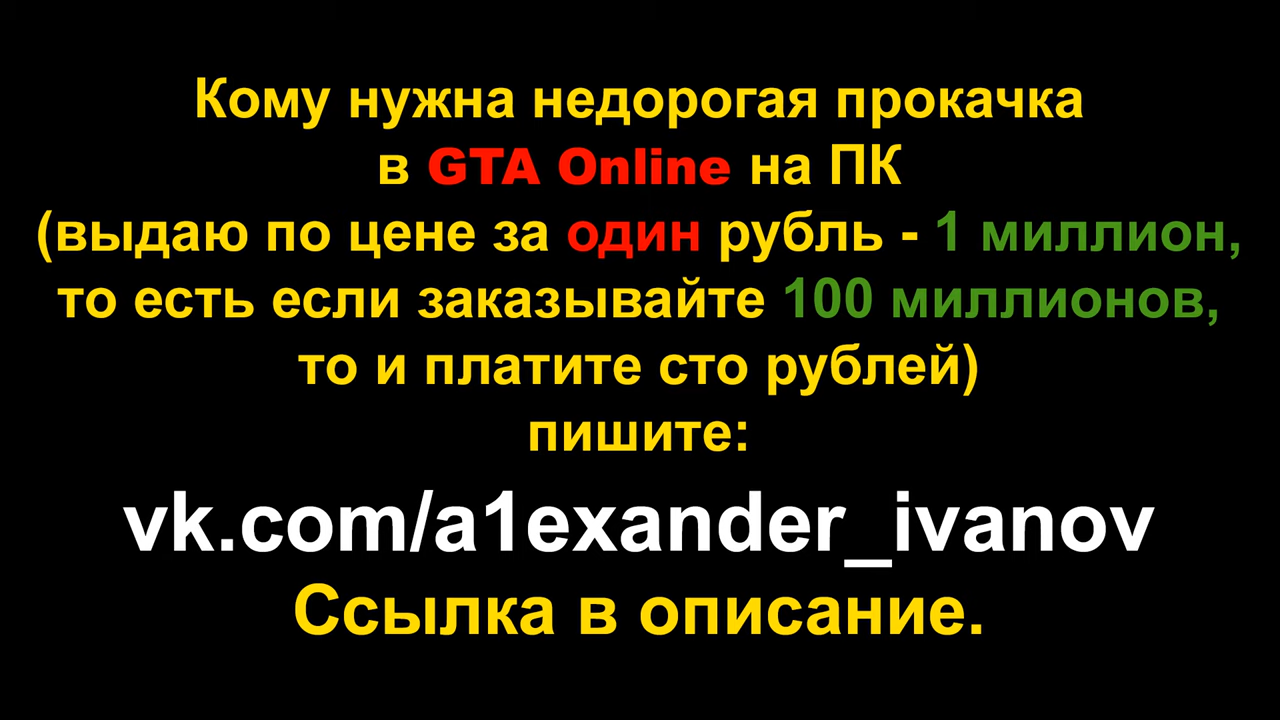 Кому нужна недорогая прокачка
в GTA Online на ПК
(выдаю по цене за один рубль - 1 миллион,
то есть если заказывайте 100 миллионов,
то и платите сто рублей)
пишите:
vk.com/a1exander_ivanov
Ссылка в описание.